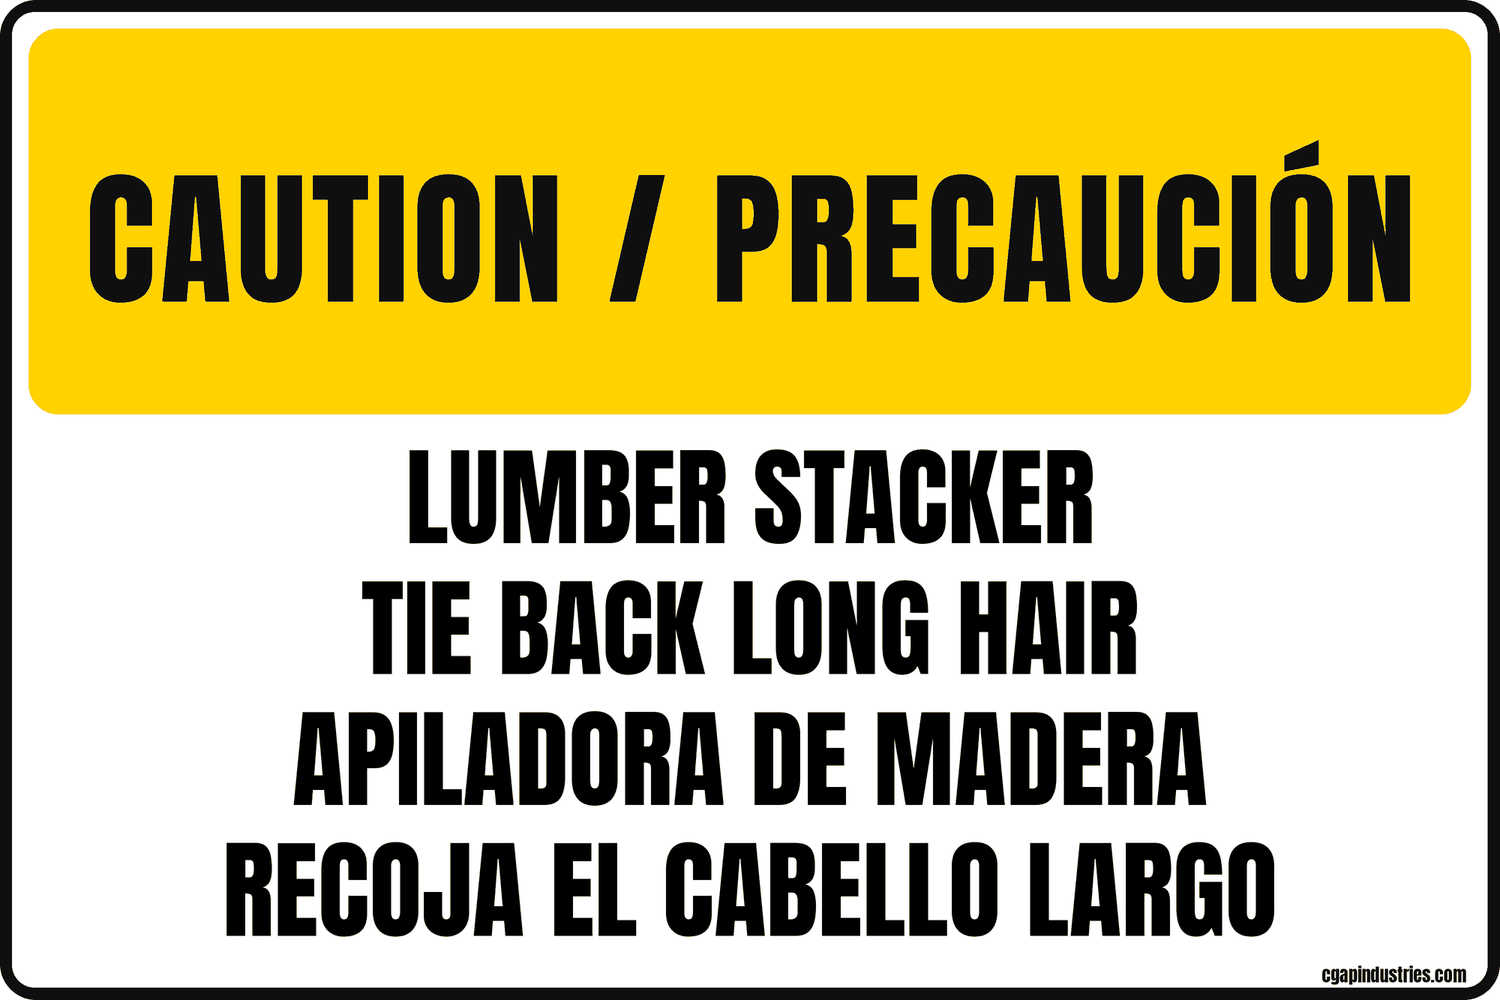 CAUTION / PRECAUCIÓN
LUMBER STACKER
TIE BACK LONG HAIR
APILADORA DE MADERA
RECOJA EL CABELLO LARGO
cgapindustries.com